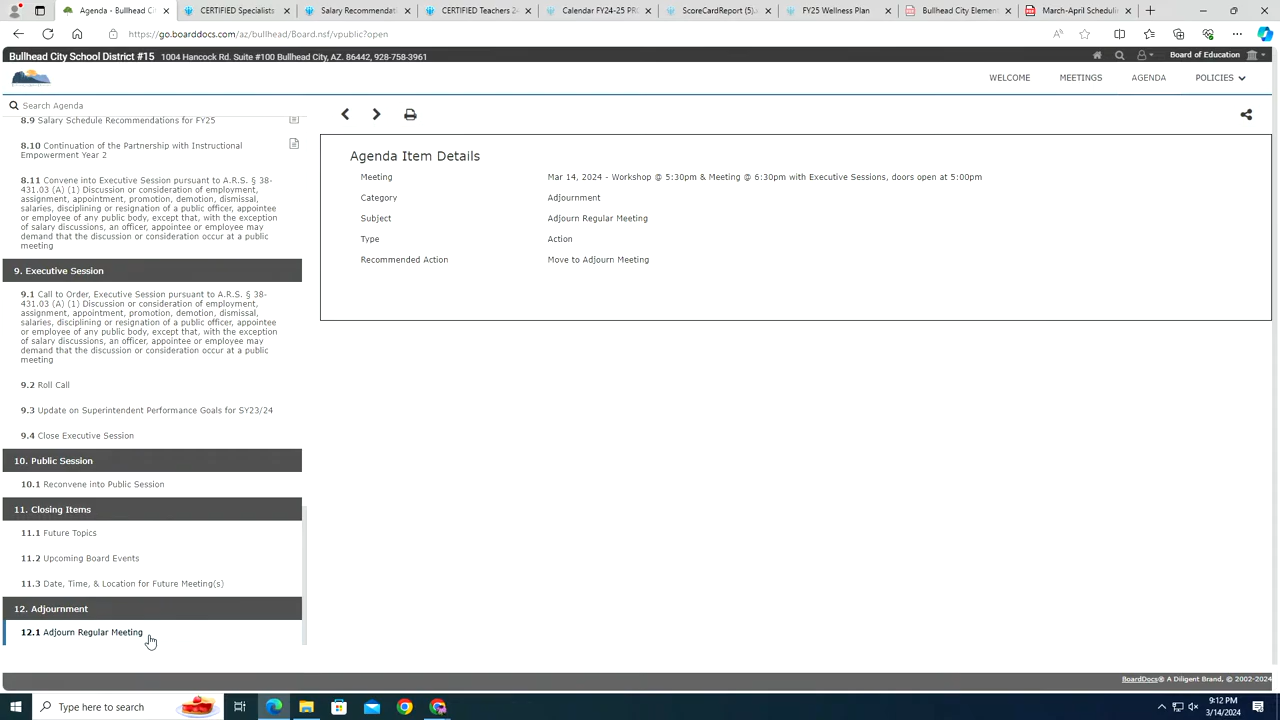 Agenda - Bullhead Ci
CERTIFIED Specialists
Salary Recommendatio
CERTIFIED Teachers 24-
Calendar FY24-25 PRO
ScoreCardReport (5).
FY25 Wellness Plan
Bullhead City Element
March-April Schedulin
https://go.boarddocs.com/az/bullhead/Board.nsf/vpublic?open
Bullhead City School District #15 1004 Hancock Rd. Suite #100 Bullhead City, AZ. 86442, 928-758-3961
Board of Education
WELCOME
MEETINGS
AGENDA
POLICIES
Search Agenda
8.9 Salary Schedule Recommendations for FY25
8.10 Continuation of the Partnership with Instructional
Empowerment Year 2
8.11 Convene into Executive Session pursuant to A.R.S. § 38-
431.03 (A) (1) Discussion or consideration of employment,
assignment, appointment, promotion, demotion, dismissal,
salaries, disciplining or resignation of a public officer, appointee
or employee of any public body, except that, with the exception
of salary discussions, an officer, appointee or employee may
demand that the discussion or consideration occur at a public
meeting
9. Executive Session
9.1 Call to Order, Executive Session pursuant to A.R.S. § 38-
431.03 (A) (1) Discussion or consideration of employment,
assignment, appointment, promotion, demotion, dismissal,
salaries, disciplining or resignation of a public officer, appointee
or employee of any public body, except that, with the exception
of salary discussions, an officer, appointee or employee may
demand that the discussion or consideration occur at a public
meeting
9.2 Roll Call
9.3 Update on Superintendent Performance Goals for SY23/24
9.4 Close Executive Session
10. Public Session
10.1 Reconvene into Public Session
11. Closing Items
11.1 Future Topics
11.2 Upcoming Board Events
11.3 Date, Time, & Location for Future Meeting(s)
12. Adjournment
12.1 Adjourn Regular Meeting
Agenda Item Details
Meeting Mar 14, 2024 - Workshop @ 5:30pm & Meeting @ 6:30pm with Executive Sessions, doors open at 5:00pm
Category Adjournment
Subject Adjourn Regular Meeting
Type Action
Recommended Action Move to Adjourn Meeting
BoardDocs® A Diligent Brand, © 2002-2024
Type here to search
9:12 PM
3/14/2024